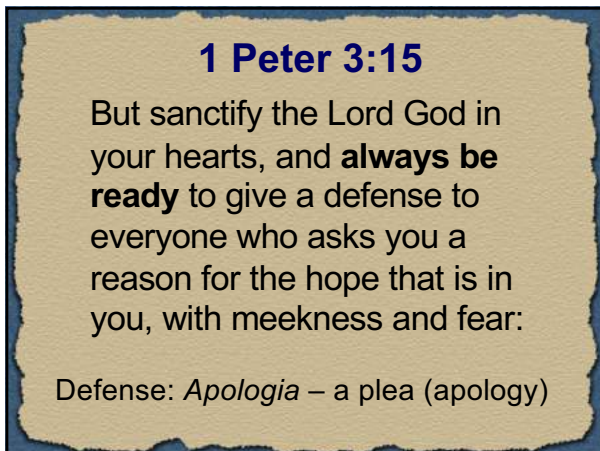 1 Peter 3:15
But sanctify the Lord God in
your hearts, and always be
ready to give a defense to
everyone who asks you a
reason for the hope that is in
you, with meekness and fear:
Defense: Apologia – a plea (apology)